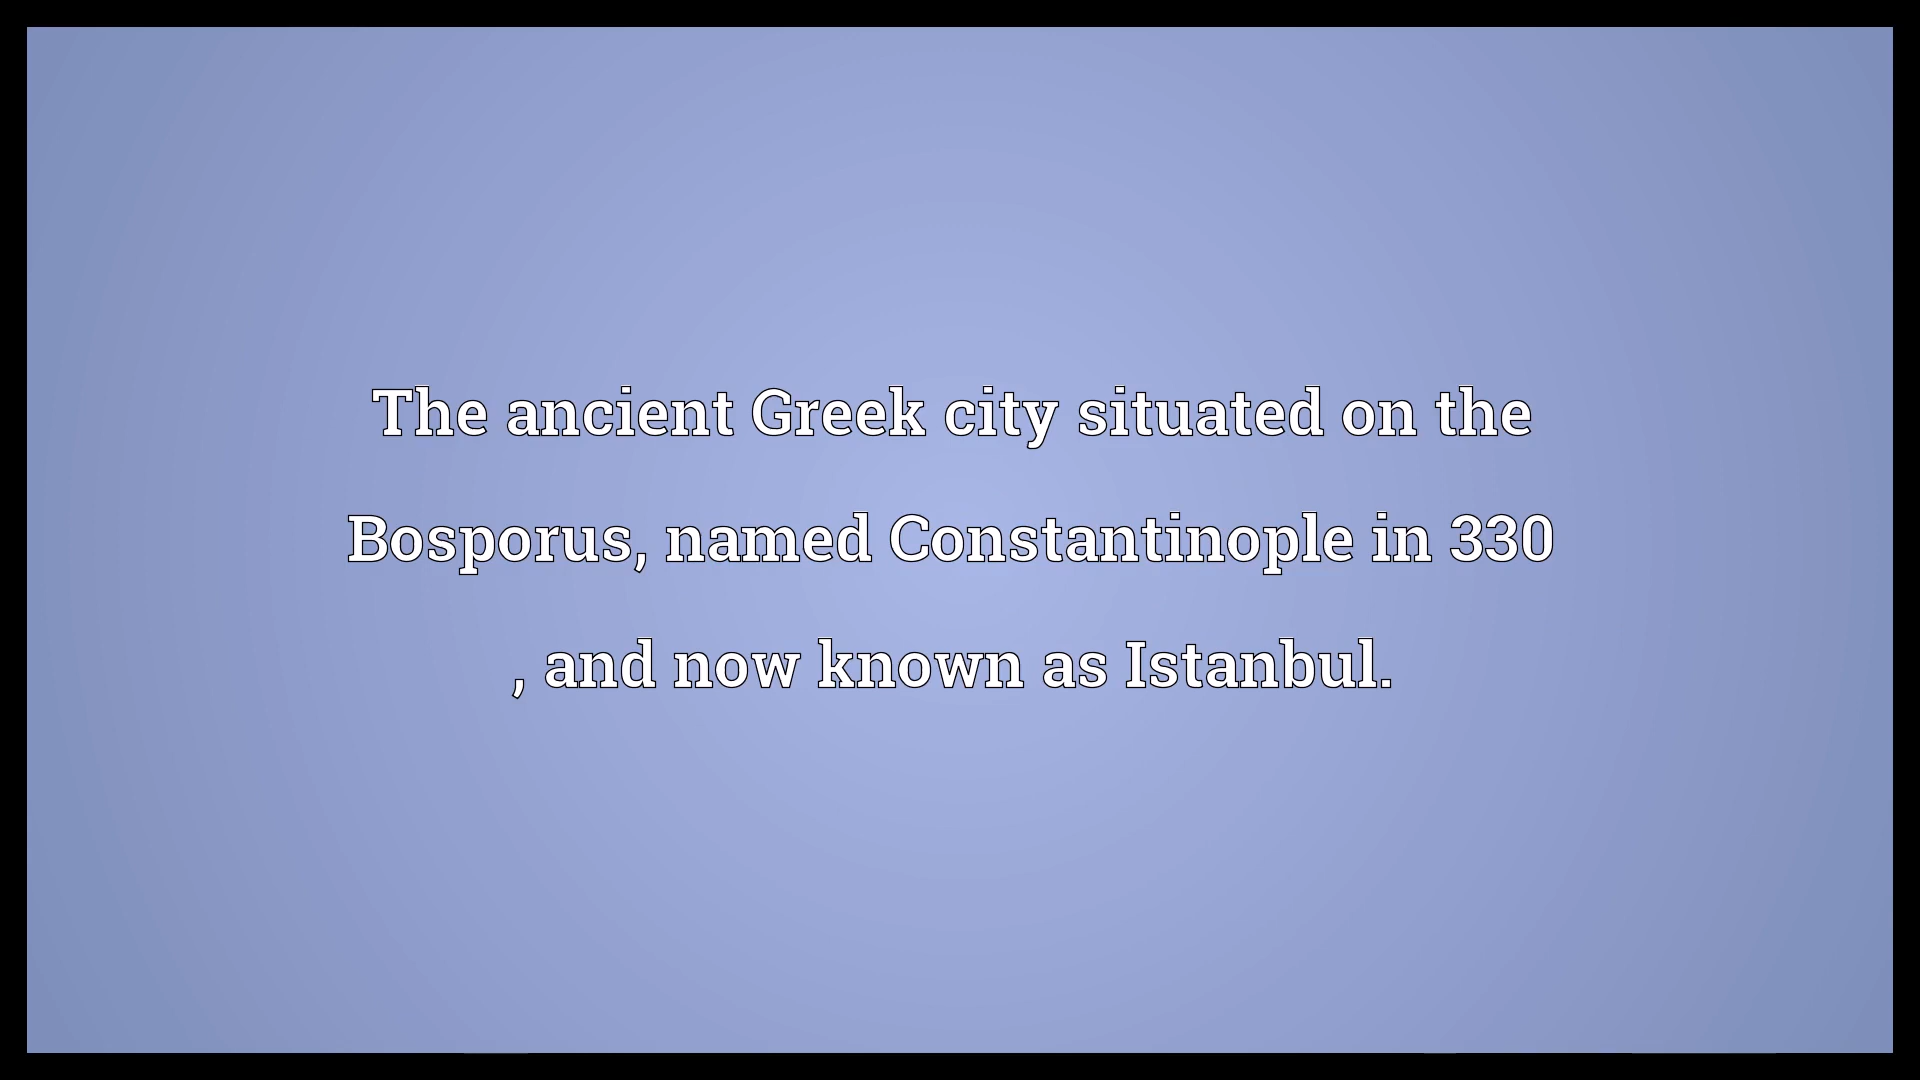 The ancient Greek city situated on the
Bosporus, named Constantinople in 330
, and now known as Istanbul.